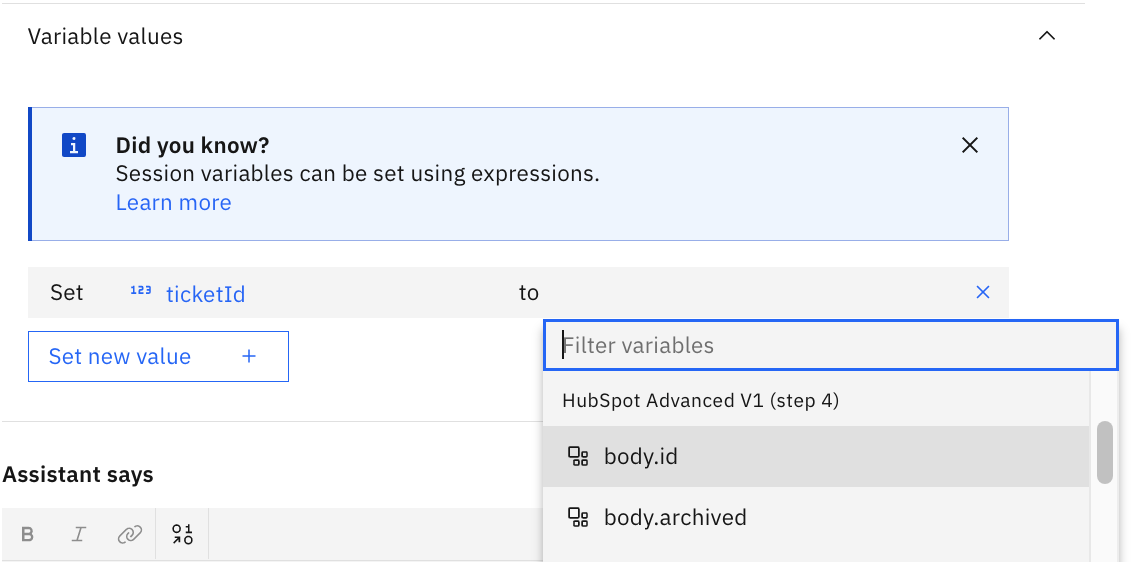 Variable values
Did you know?
Session variables can be set using expressions.
Learn more
Set 123 ticketId to
Set new value +
Filter variables
HubSpot Advanced V1 (step 4)
body.id
body.archived
Assistant says
B I